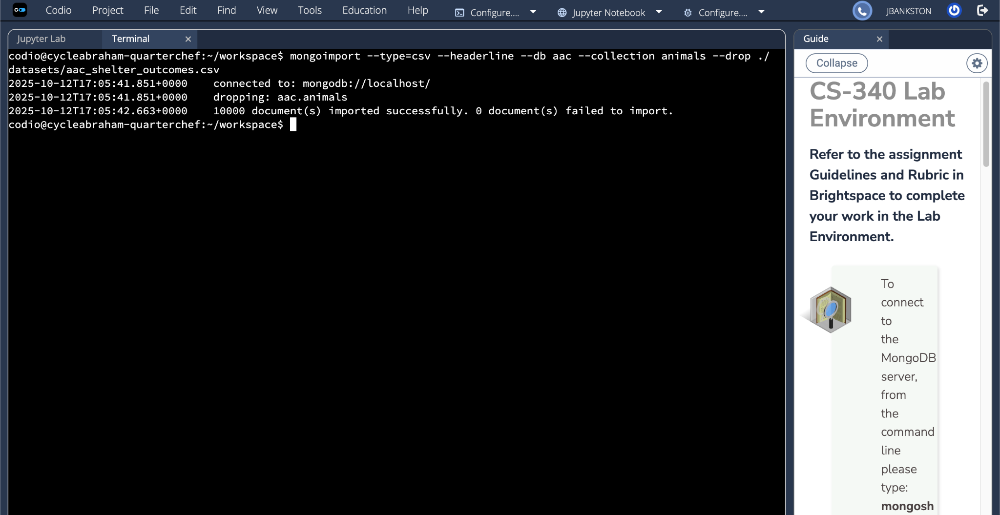 Codio Project File Edit Find View Tools Education Help Configure.... Jupyter Notebook Configure.... JBANKSTON
Jupyter Lab Terminal
codio@cycleabraham-quarterchef:~/workspace$ mongoimport --type=csv --headerline --db aac --collection animals --drop ./
datasets/aac_shelter_outcomes.csv
2025-10-12T17:05:41.851+0000    connected to: mongodb://localhost/
2025-10-12T17:05:41.851+0000    dropping: aac.animals
2025-10-12T17:05:42.663+0000    10000 document(s) imported successfully. 0 document(s) failed to import.
codio@cycleabraham-quarterchef:~/workspace$
Guide
Collapse
CS-340 Lab
Environment
Refer to the assignment
Guidelines and Rubric in
Brightspace to complete
your work in the Lab
Environment.
To
connect
to
the
MongoDB
server,
from
the
command
line
please
type:
mongosh